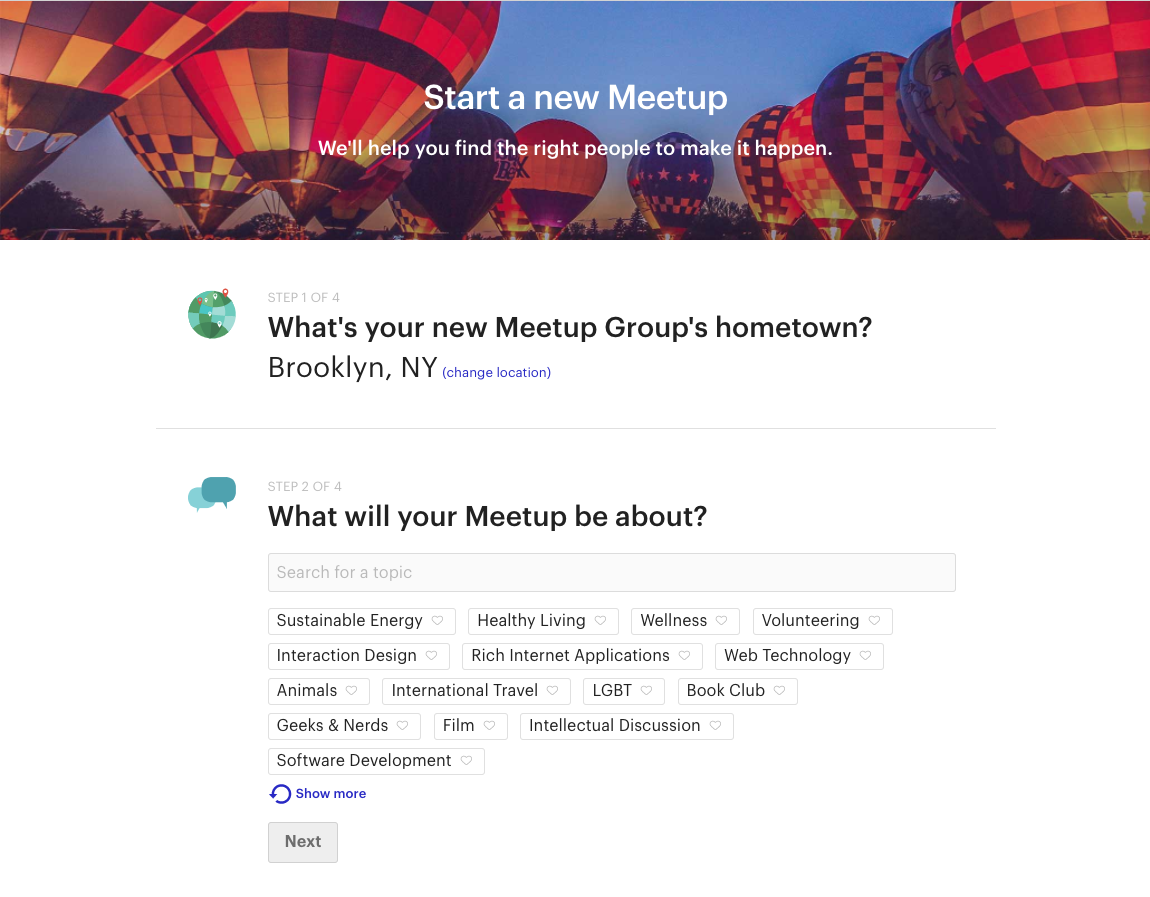 Start a new Meetup
We'll help you find the right people to make it happen.
STEP 1 OF 4
What's your new Meetup Group's hometown?
Brooklyn, NY (change location)
STEP 2 OF 4
What will your Meetup be about?
Search for a topic
Sustainable Energy Healthy Living Wellness Volunteering
Interaction Design Rich Internet Applications Web Technology
Animals International Travel LGBT Book Club
Geeks & Nerds Film Intellectual Discussion
Software Development
Show more
Next